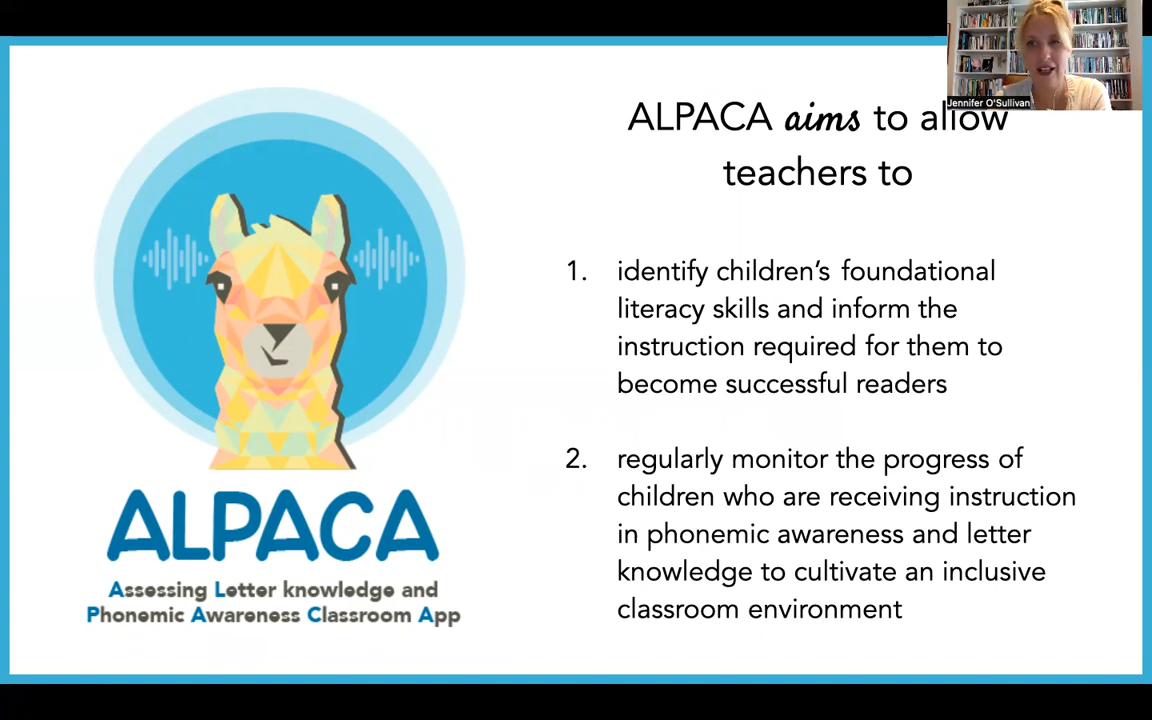 Jennifer O'Sullivan
ALPACA aims to allow
teachers to
1. identify children's foundational
literacy skills and inform the
instruction required for them to
become successful readers
2. regularly monitor the progress of
children who are receiving instruction
in phonemic awareness and letter
knowledge to cultivate an inclusive
classroom environment
ALPACA
Assessing Letter knowledge and
Phonemic Awareness Classroom App